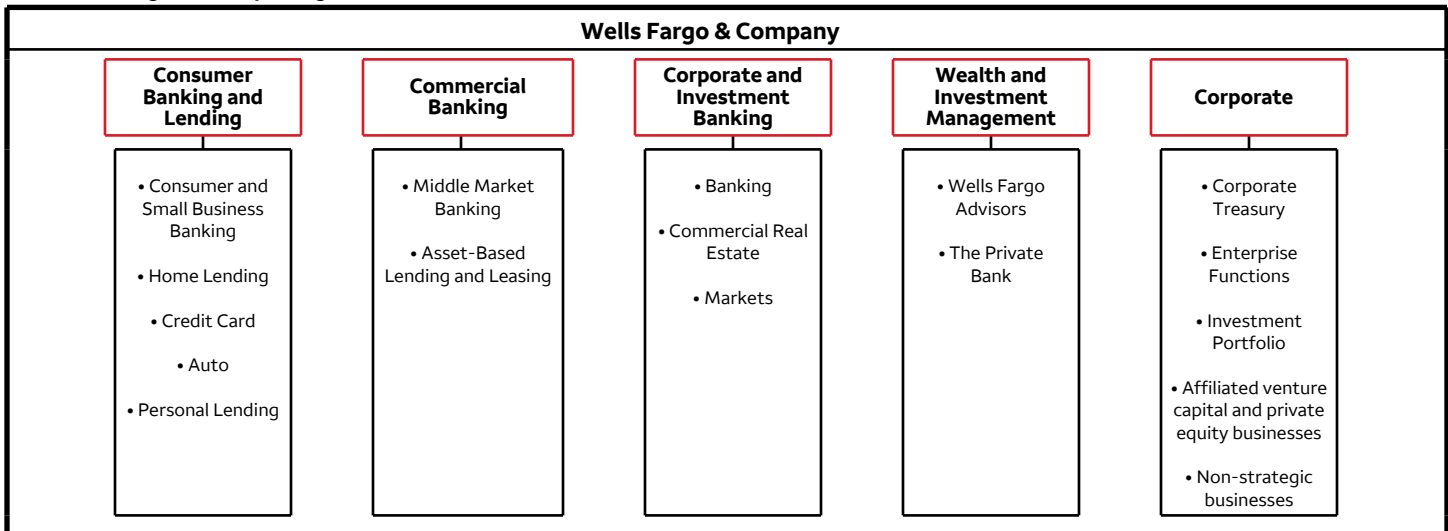 Wells Fargo & Company
Consumer
Banking and
Lending
• Consumer and
Small Business
Banking
• Home Lending
• Credit Card
• Auto
• Personal Lending
Commercial
Banking
• Middle Market
Banking
• Asset-Based
Lending and Leasing
Corporate and
Investment
Banking
• Banking
• Commercial Real
Estate
• Markets
Wealth and
Investment
Management
• Wells Fargo
Advisors
• The Private
Bank
Corporate
• Corporate
Treasury
• Enterprise
Functions
• Investment
Portfolio
• Affiliated venture
capital and private
equity businesses
• Non-strategic
businesses